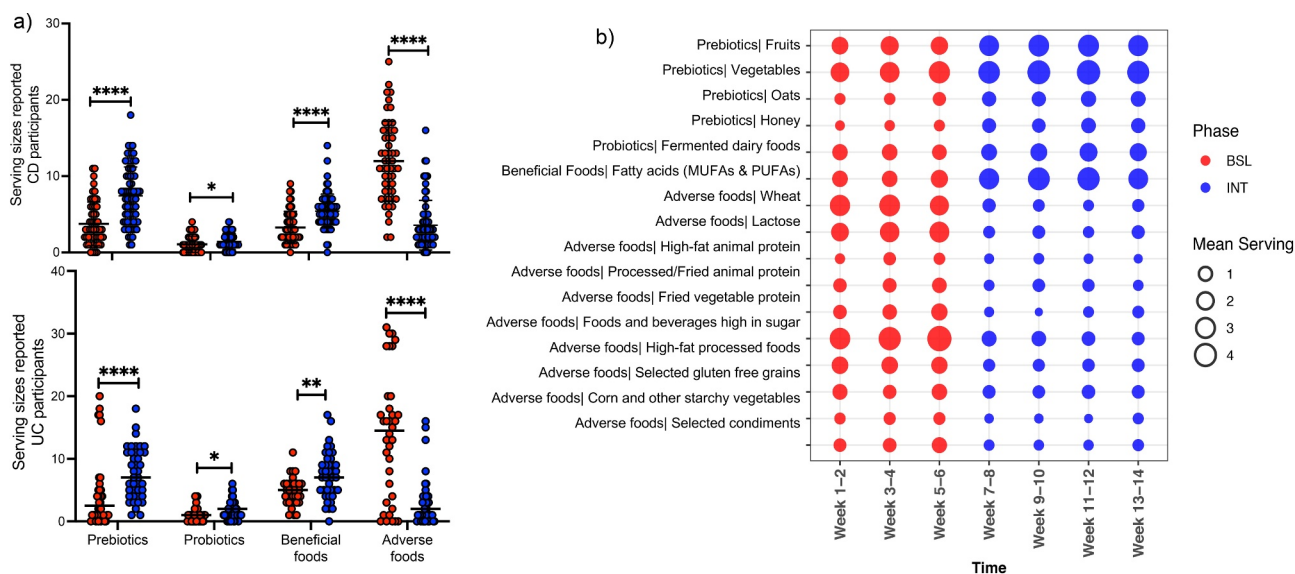 a)
30
20
10
0
Serving sizes reported
CD participants
****
*
****
****
40
30
20
10
0
Serving sizes reported
UC participants
****
*
**
****
Prebiotics
Probiotics
Beneficial
foods
Adverse
foods
b)
Prebiotics| Fruits
Prebiotics| Vegetables
Prebiotics| Oats
Prebiotics| Honey
Probiotics| Fermented dairy foods
Beneficial Foods| Fatty acids (MUFAs & PUFAs)
Adverse foods| Wheat
Adverse foods| Lactose
Adverse foods| High-fat animal protein
Adverse foods| Processed/Fried animal protein
Adverse foods| Fried vegetable protein
Adverse foods| Foods and beverages high in sugar
Adverse foods| High-fat processed foods
Adverse foods| Selected gluten free grains
Adverse foods| Corn and other starchy vegetables
Adverse foods| Selected condiments
Week 1–2
Week 3–4
Week 5–6
Week 7–8
Week 9–10
Week 11–12
Week 13–14
Time
Phase
BSL
INT
Mean Serving
1
2
3
4